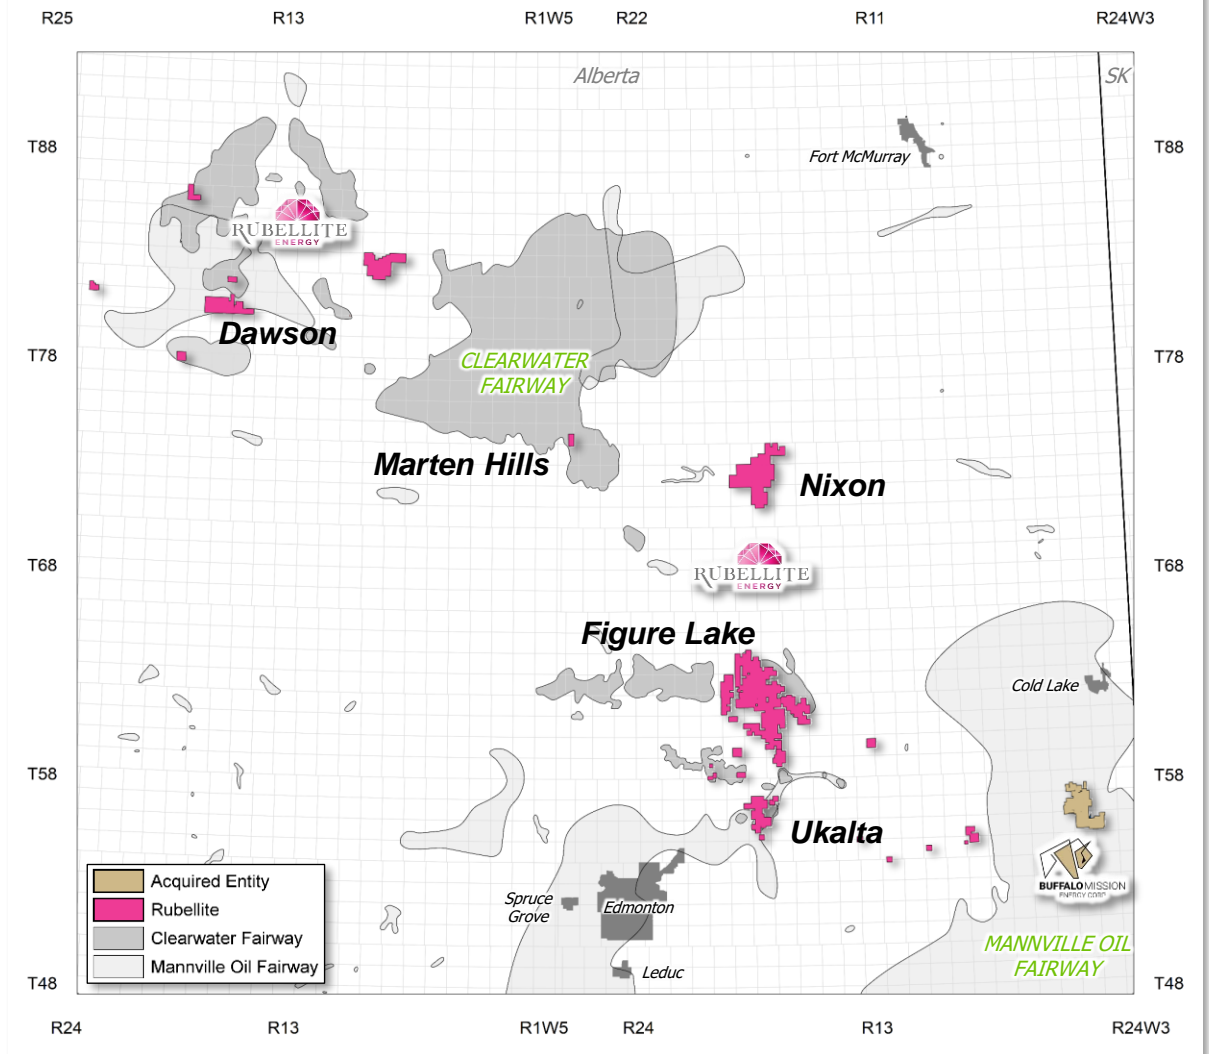 R25
R13
R1W5
R22
R11
R24W3
Alberta
SK
T88
T88
Fort McMurray
RUBELLITE
ENERGY
Dawson
T78
T78
CLEARWATER
FAIRWAY
Marten Hills
Nixon
T68
T68
RUBELLITE
ENERGY
Figure Lake
Cold Lake
T58
T58
Ukalta
BUFFALO MISSION
ENERGY CORP
Acquired Entity
Rubellite
Clearwater Fairway
Mannville Oil Fairway
Spruce
Grove
Edmonton
Leduc
MANNVILLE OIL
FAIRWAY
T48
T48
R24
R13
R1W5
R24
R13
R24W3